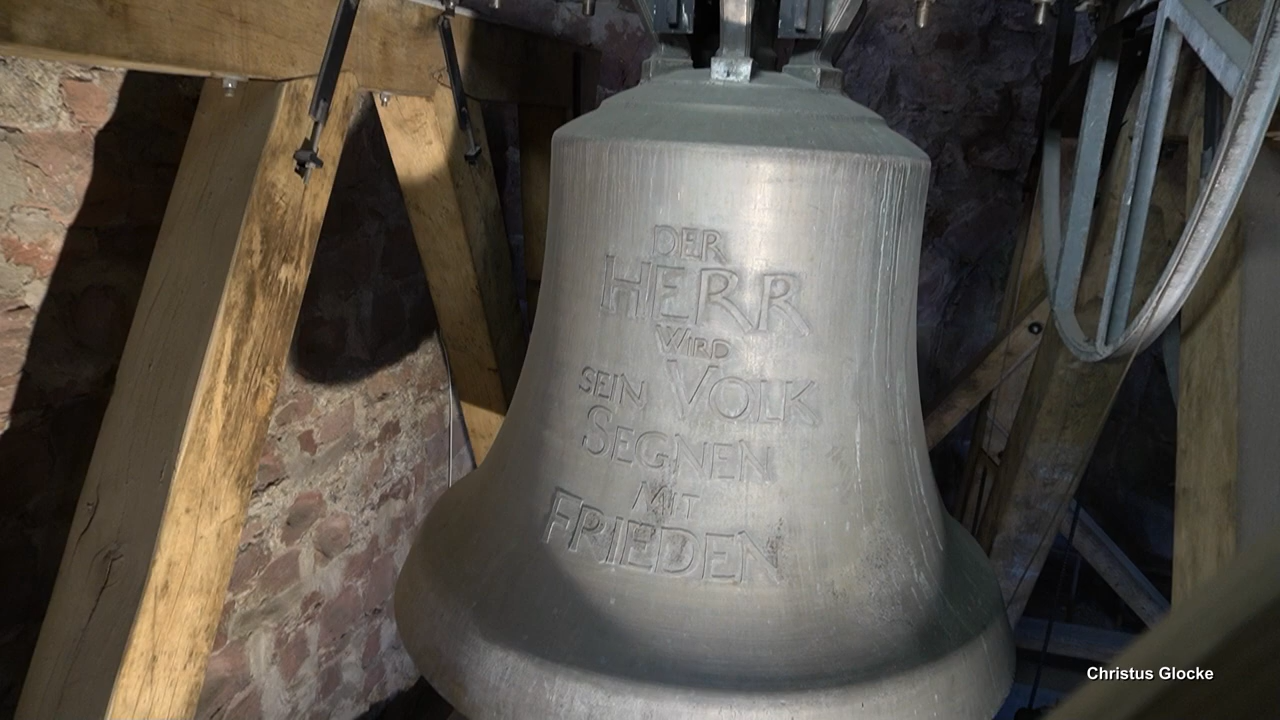 DER
HERR
WIRD
SEIN VOLK
SEGNEN
MIT
FRIEDEN
Christus Glocke